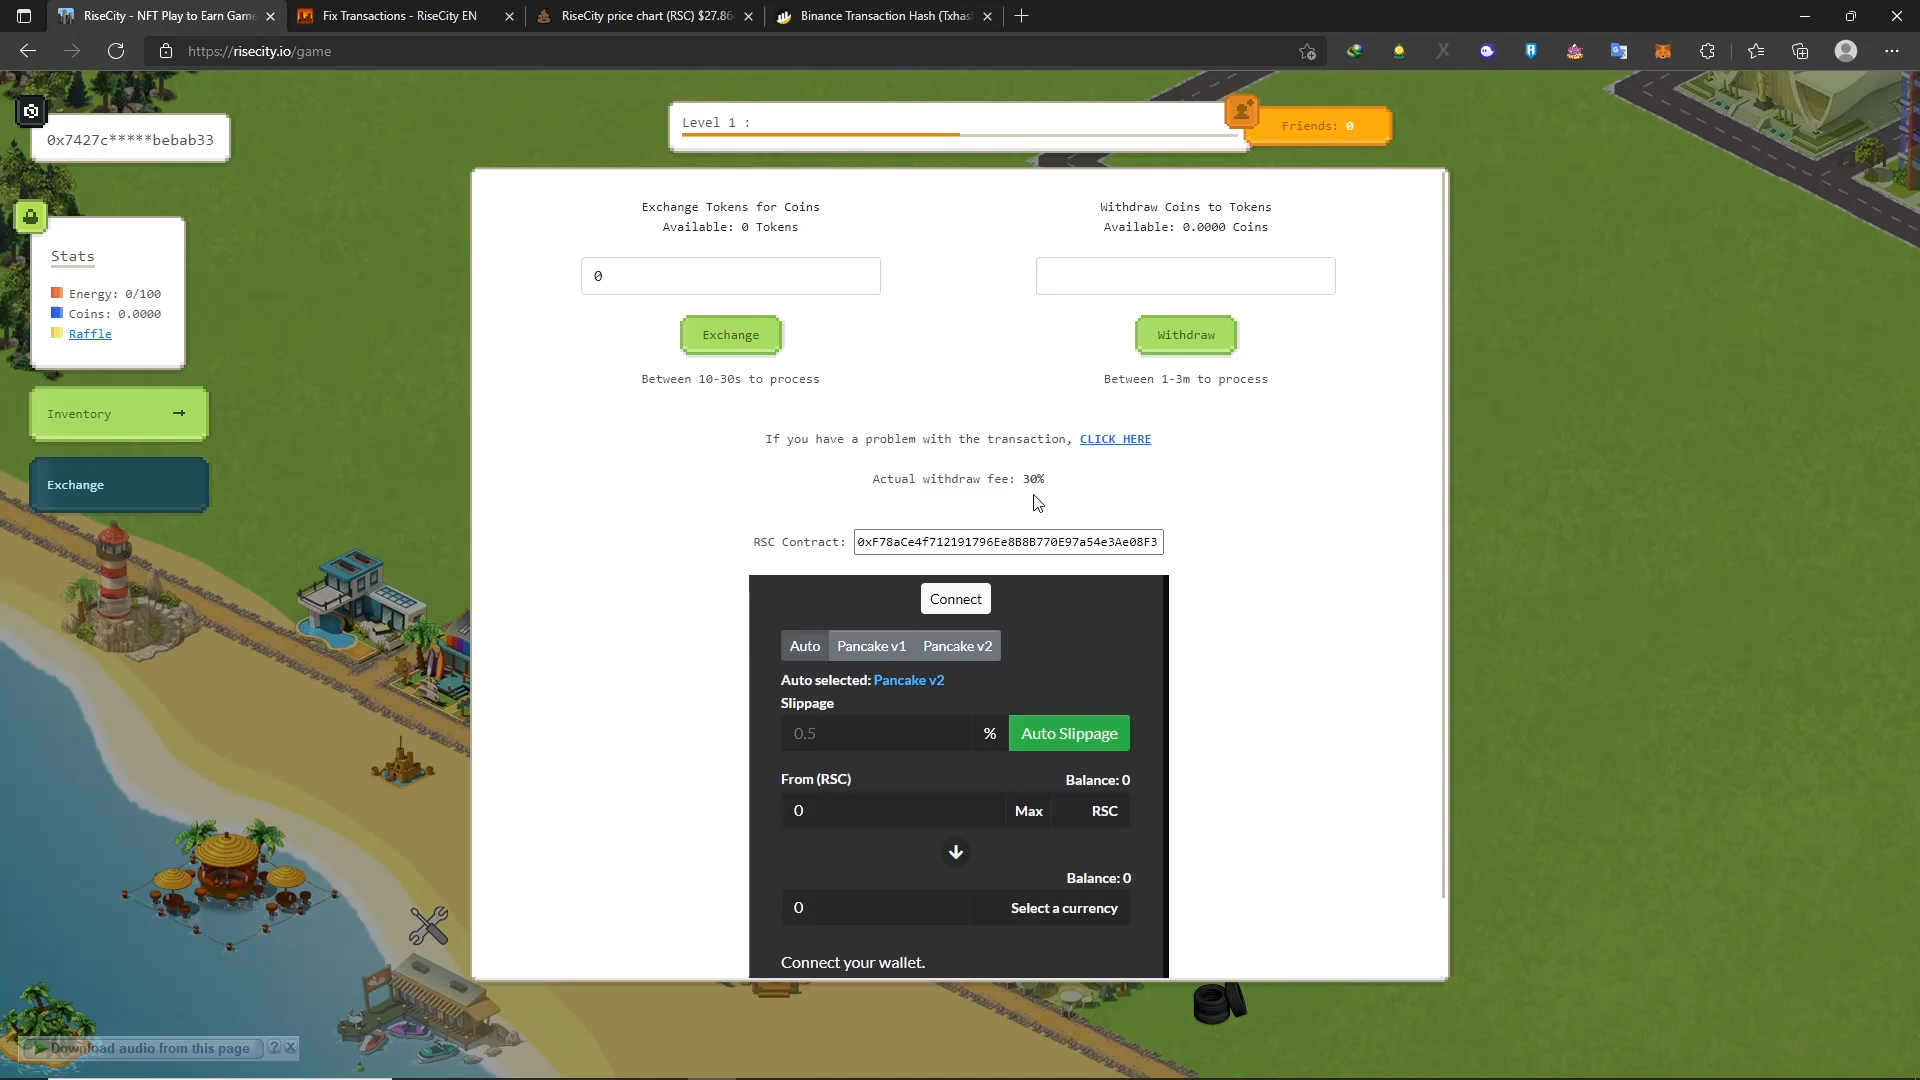 RiseCity - NFT Play to Earn Game
Fix Transactions - RiseCity EN
RiseCity price chart (RSC) $27.86
Binance Transaction Hash (Txhas
https://risecity.io/game
0x7427c*****bebab33
Level 1 :
Friends: 0
Stats
Energy: 0/100
Coins: 0.0000
Raffle
Inventory
Exchange
Exchange Tokens for Coins
Available: 0 Tokens
0
Exchange
Between 10-30s to process
Withdraw Coins to Tokens
Available: 0.0000 Coins
Withdraw
Between 1-3m to process
If you have a problem with the transaction, CLICK HERE
Actual withdraw fee: 30%
RSC Contract: 0xF78aCe4f712191796Ee8B8B770E97a54e3Ae08F3
Connect
Auto Pancake v1 Pancake v2
Auto selected: Pancake v2
Slippage
0.5 % Auto Slippage
From (RSC) Balance: 0
0 Max RSC
Balance: 0
0 Select a currency
Connect your wallet.
Download audio from this page ? X